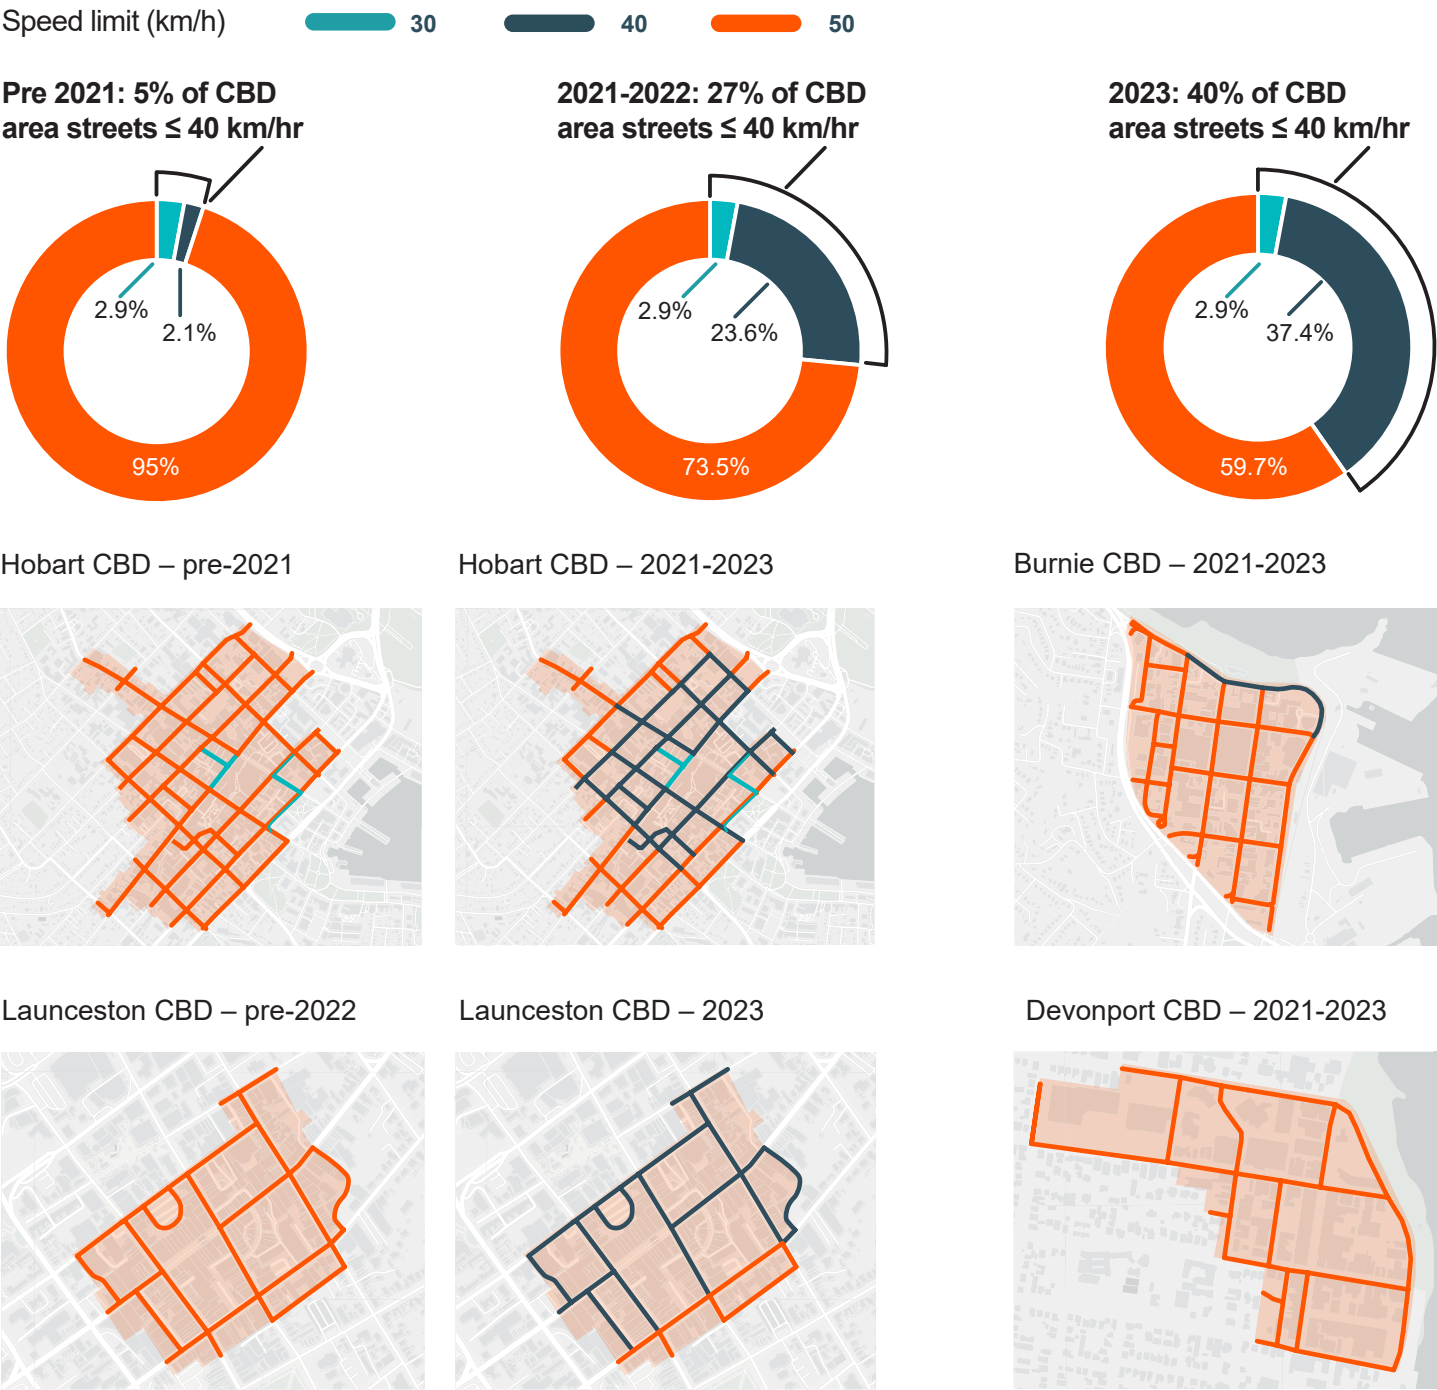 Speed limit (km/h)
30
40
50
Pre 2021: 5% of CBD
area streets ≤ 40 km/hr
2.9%
2.1%
95%
2021-2022: 27% of CBD
area streets ≤ 40 km/hr
2.9%
23.6%
73.5%
2023: 40% of CBD
area streets ≤ 40 km/hr
2.9%
37.4%
59.7%
Hobart CBD – pre-2021
Hobart CBD – 2021-2023
Burnie CBD – 2021-2023
Launceston CBD – pre-2022
Launceston CBD – 2023
Devonport CBD – 2021-2023